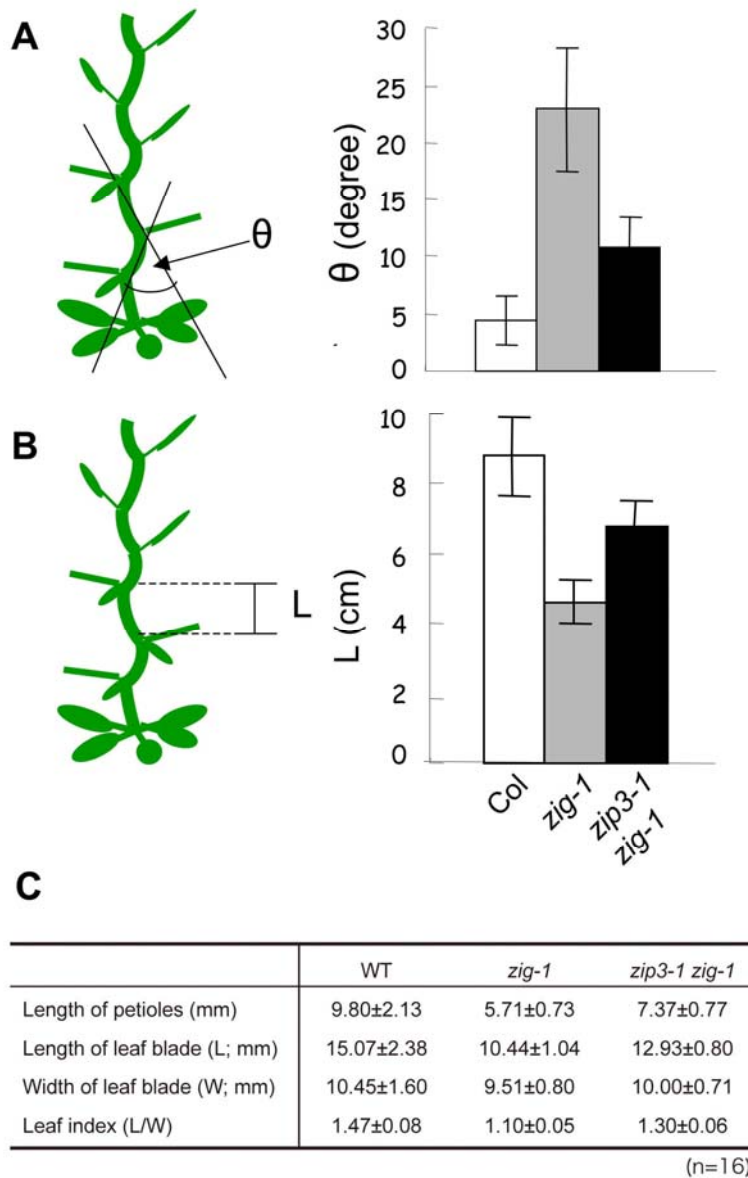 A
θ
θ (degree)
30
25
20
15
10
5
0
B
L
L (cm)
10
8
6
4
2
0
Col
zig-1
zip3-1
zig-1
C
WT zig-1 zip3-1 zig-1
Length of petioles (mm) 9.80±2.13 5.71±0.73 7.37±0.77
Length of leaf blade (L; mm) 15.07±2.38 10.44±1.04 12.93±0.80
Width of leaf blade (W; mm) 10.45±1.60 9.51±0.80 10.00±0.71
Leaf index (L/W) 1.47±0.08 1.10±0.05 1.30±0.06
(n=16)